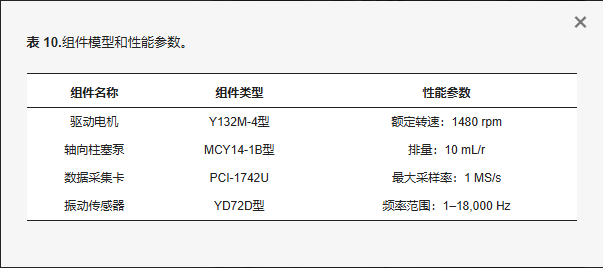 表 10.组件模型和性能参数。
组件名称 组件类型 性能参数
驱动电机 Y132M-4型 额定转速：1480 rpm
轴向柱塞泵 MCY14-1B型 排量：10 mL/r
数据采集卡 PCI-1742U 最大采样率：1 MS/s
振动传感器 YD72D型 频率范围：1–18,000 Hz